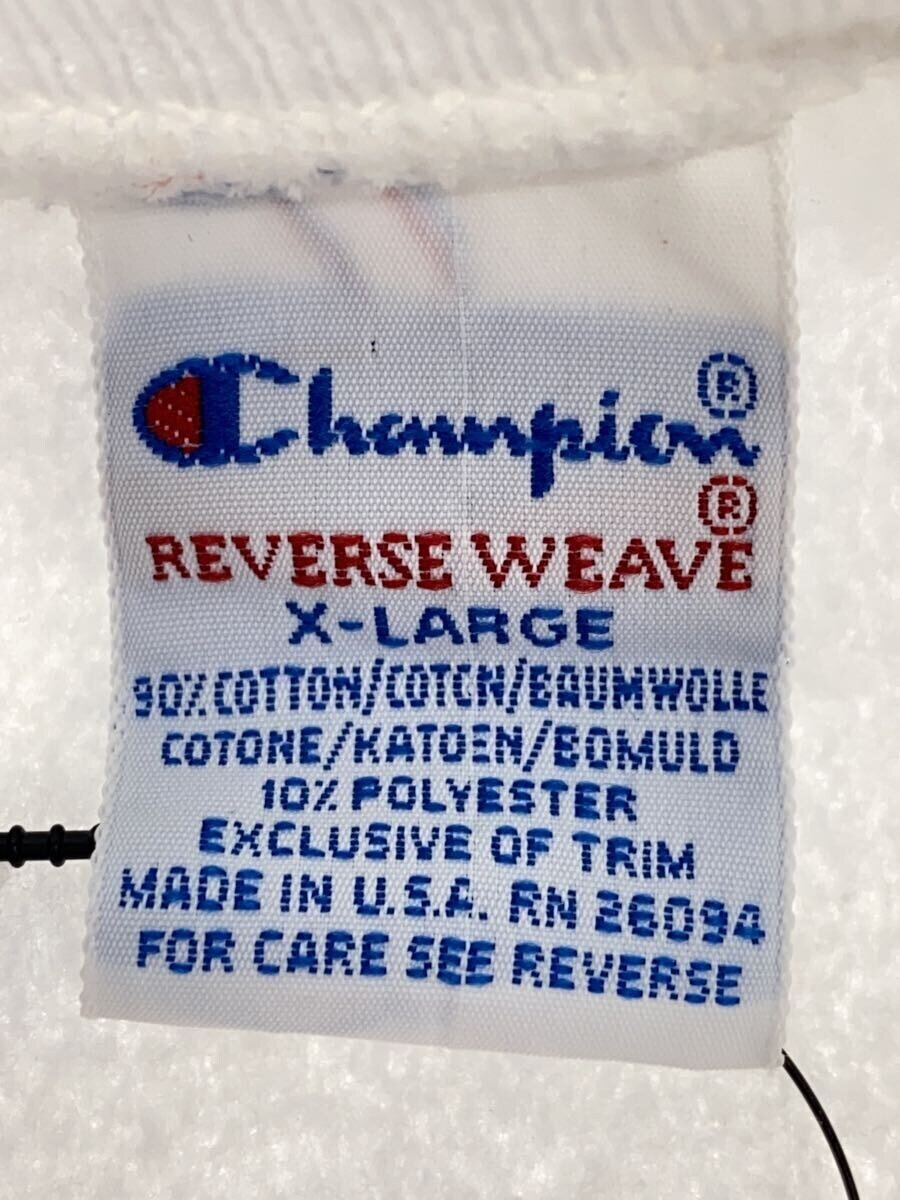 Champion®
REVERSE WEAVE®
X-LARGE
90% COTTON/COTON/BAUMWOLLE
COTONE/KATOEN/BOMULD
10% POLYESTER
EXCLUSIVE OF TRIM
MADE IN U.S.A. RN 26094
FOR CARE SEE REVERSE